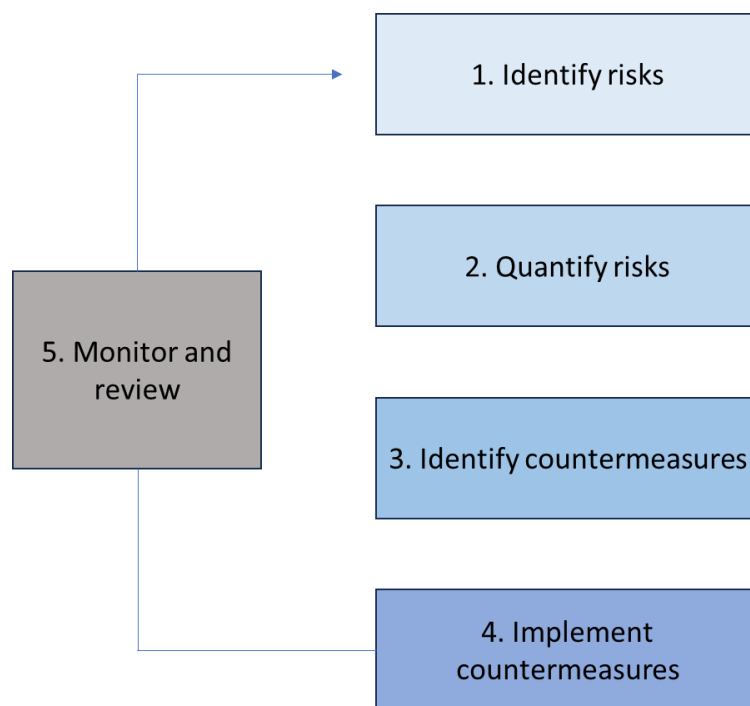 1. Identify risks
2. Quantify risks
5. Monitor and
review
3. Identify countermeasures
4. Implement
countermeasures